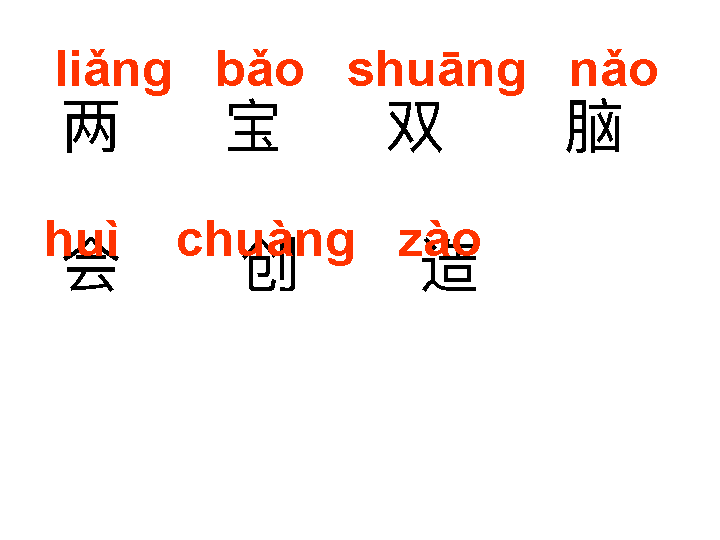 liǎng bǎo shuāng nǎo
两 宝 双 脑
huì chuàng zào
会 创 造